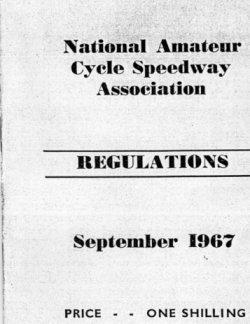 National Amateur
Cycle Speedway
Association
REGULATIONS
September 1967
PRICE - - ONE SHILLING